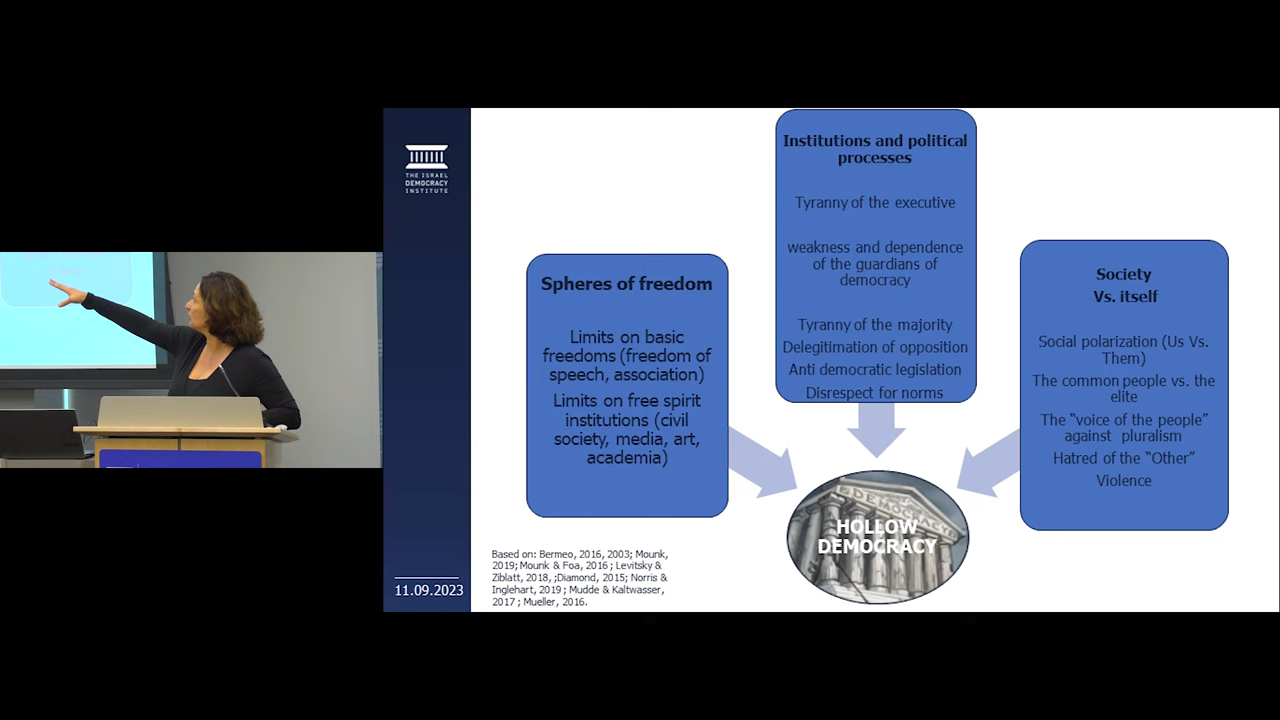 THE ISRAEL
DEMOCRACY
INSTITUTE
11.09.2023
Spheres of freedom
Limits on basic
freedoms (freedom of
speech, association)
Limits on free spirit
institutions (civil
society, media, art,
academia)
Institutions and political
processes
Tyranny of the executive
weakness and dependence
of the guardians of
democracy
Tyranny of the majority
Delegitimation of opposition
Anti democratic legislation
Disrespect for norms
Society
Vs. itself
Social polarization (Us Vs.
Them)
The common people vs. the
elite
The “voice of the people”
against pluralism
Hatred of the “Other”
Violence
DEMOCRACY
HOLLOW
DEMOCRACY
Based on: Bermeo, 2016, 2003; Mounk,
2019; Mounk & Foa, 2016 ; Levitsky &
Ziblatt, 2018, ;Diamond, 2015; Norris &
Inglehart, 2019 ; Mudde & Kaltwasser,
2017 ; Mueller, 2016.